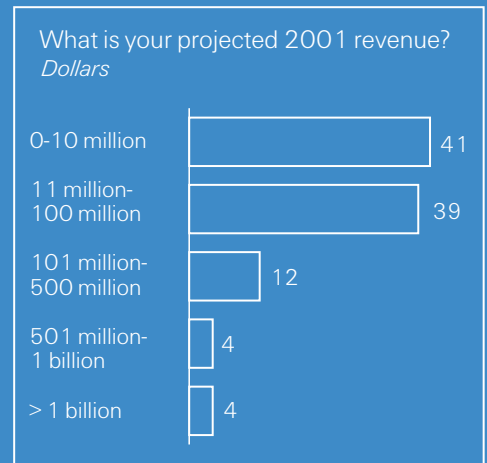 What is your projected 2001 revenue?
Dollars
0-10 million
41
11 million-
100 million
39
101 million-
500 million
12
501 million-
1 billion
4
> 1 billion
4